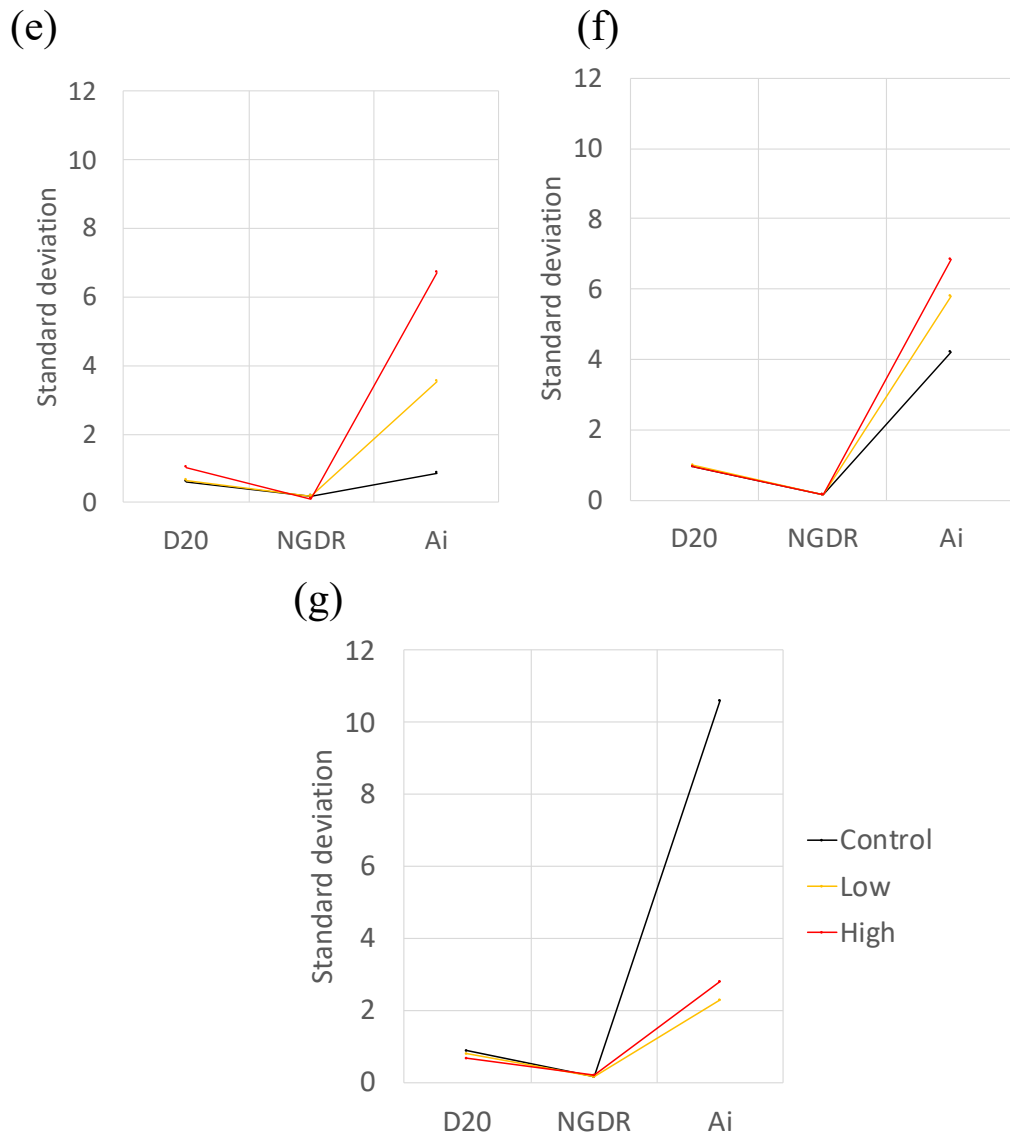 (e)
12
10
8
6
4
2
0
Standard deviation
D20 NGDR Ai
(f)
12
10
8
6
4
2
0
Standard deviation
D20 NGDR Ai
(g)
12
10
8
6
4
2
0
Standard deviation
D20 NGDR Ai
Control
Low
High